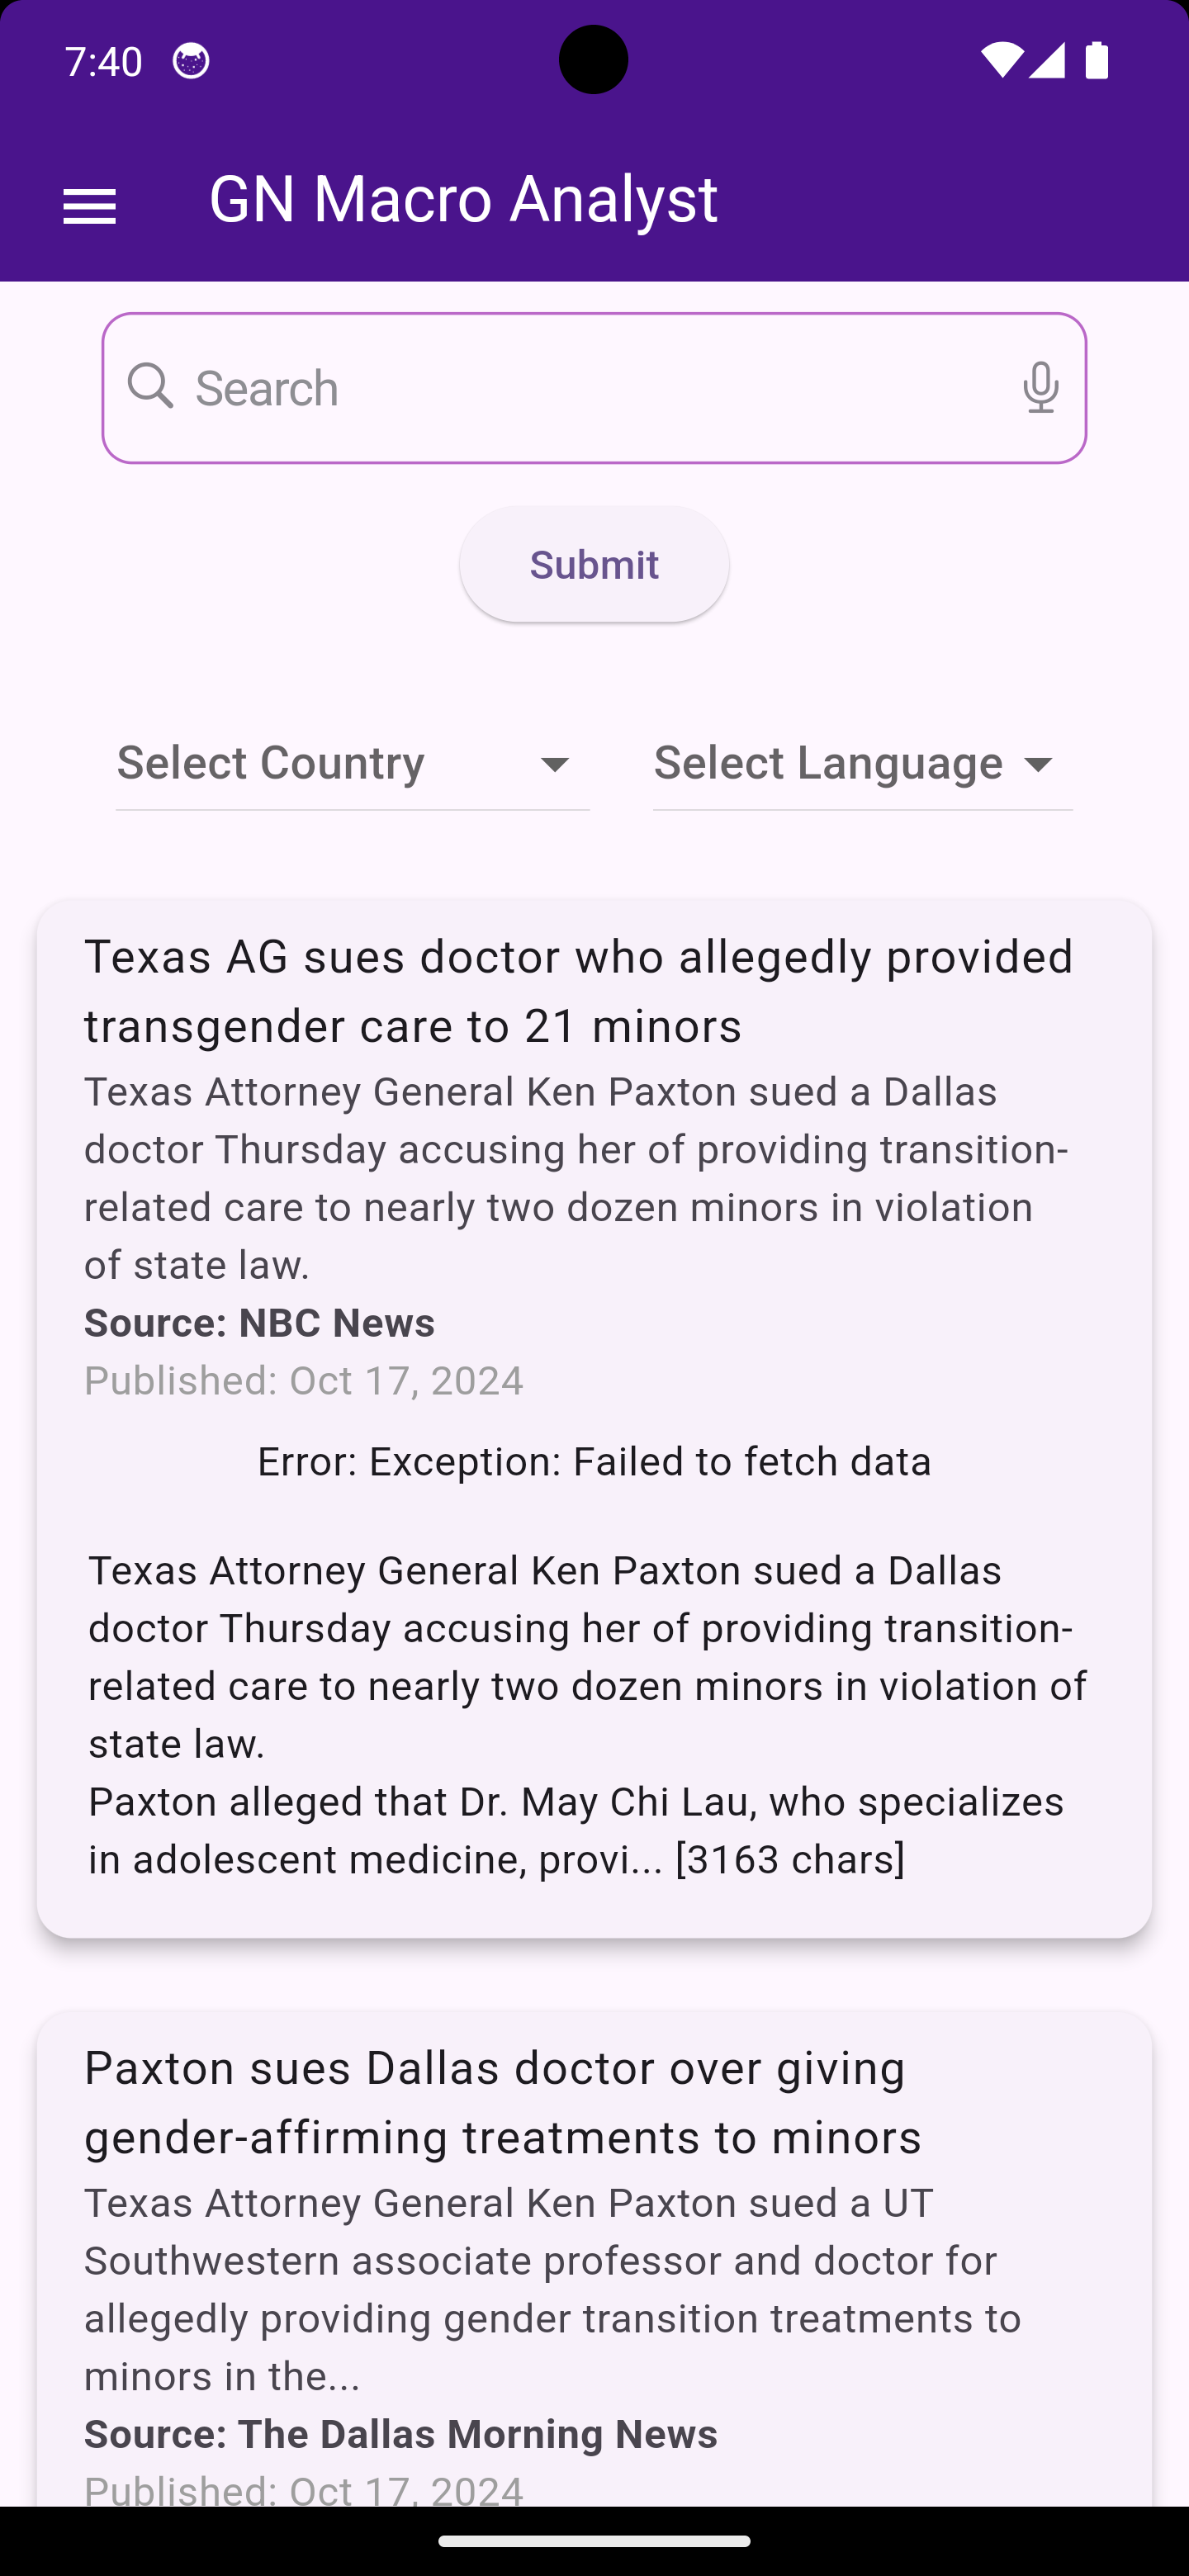 7:40
GN Macro Analyst
Search
Submit
Select Country
Select Language
Texas AG sues doctor who allegedly provided
transgender care to 21 minors
Texas Attorney General Ken Paxton sued a Dallas
doctor Thursday accusing her of providing transition-
related care to nearly two dozen minors in violation
of state law.
Source: NBC News
Published: Oct 17, 2024
Error: Exception: Failed to fetch data
Texas Attorney General Ken Paxton sued a Dallas
doctor Thursday accusing her of providing transition-
related care to nearly two dozen minors in violation of
state law.
Paxton alleged that Dr. May Chi Lau, who specializes
in adolescent medicine, provi... [3163 chars]
Paxton sues Dallas doctor over giving
gender-affirming treatments to minors
Texas Attorney General Ken Paxton sued a UT
Southwestern associate professor and doctor for
allegedly providing gender transition treatments to
minors in the...
Source: The Dallas Morning News
Published: Oct 17, 2024